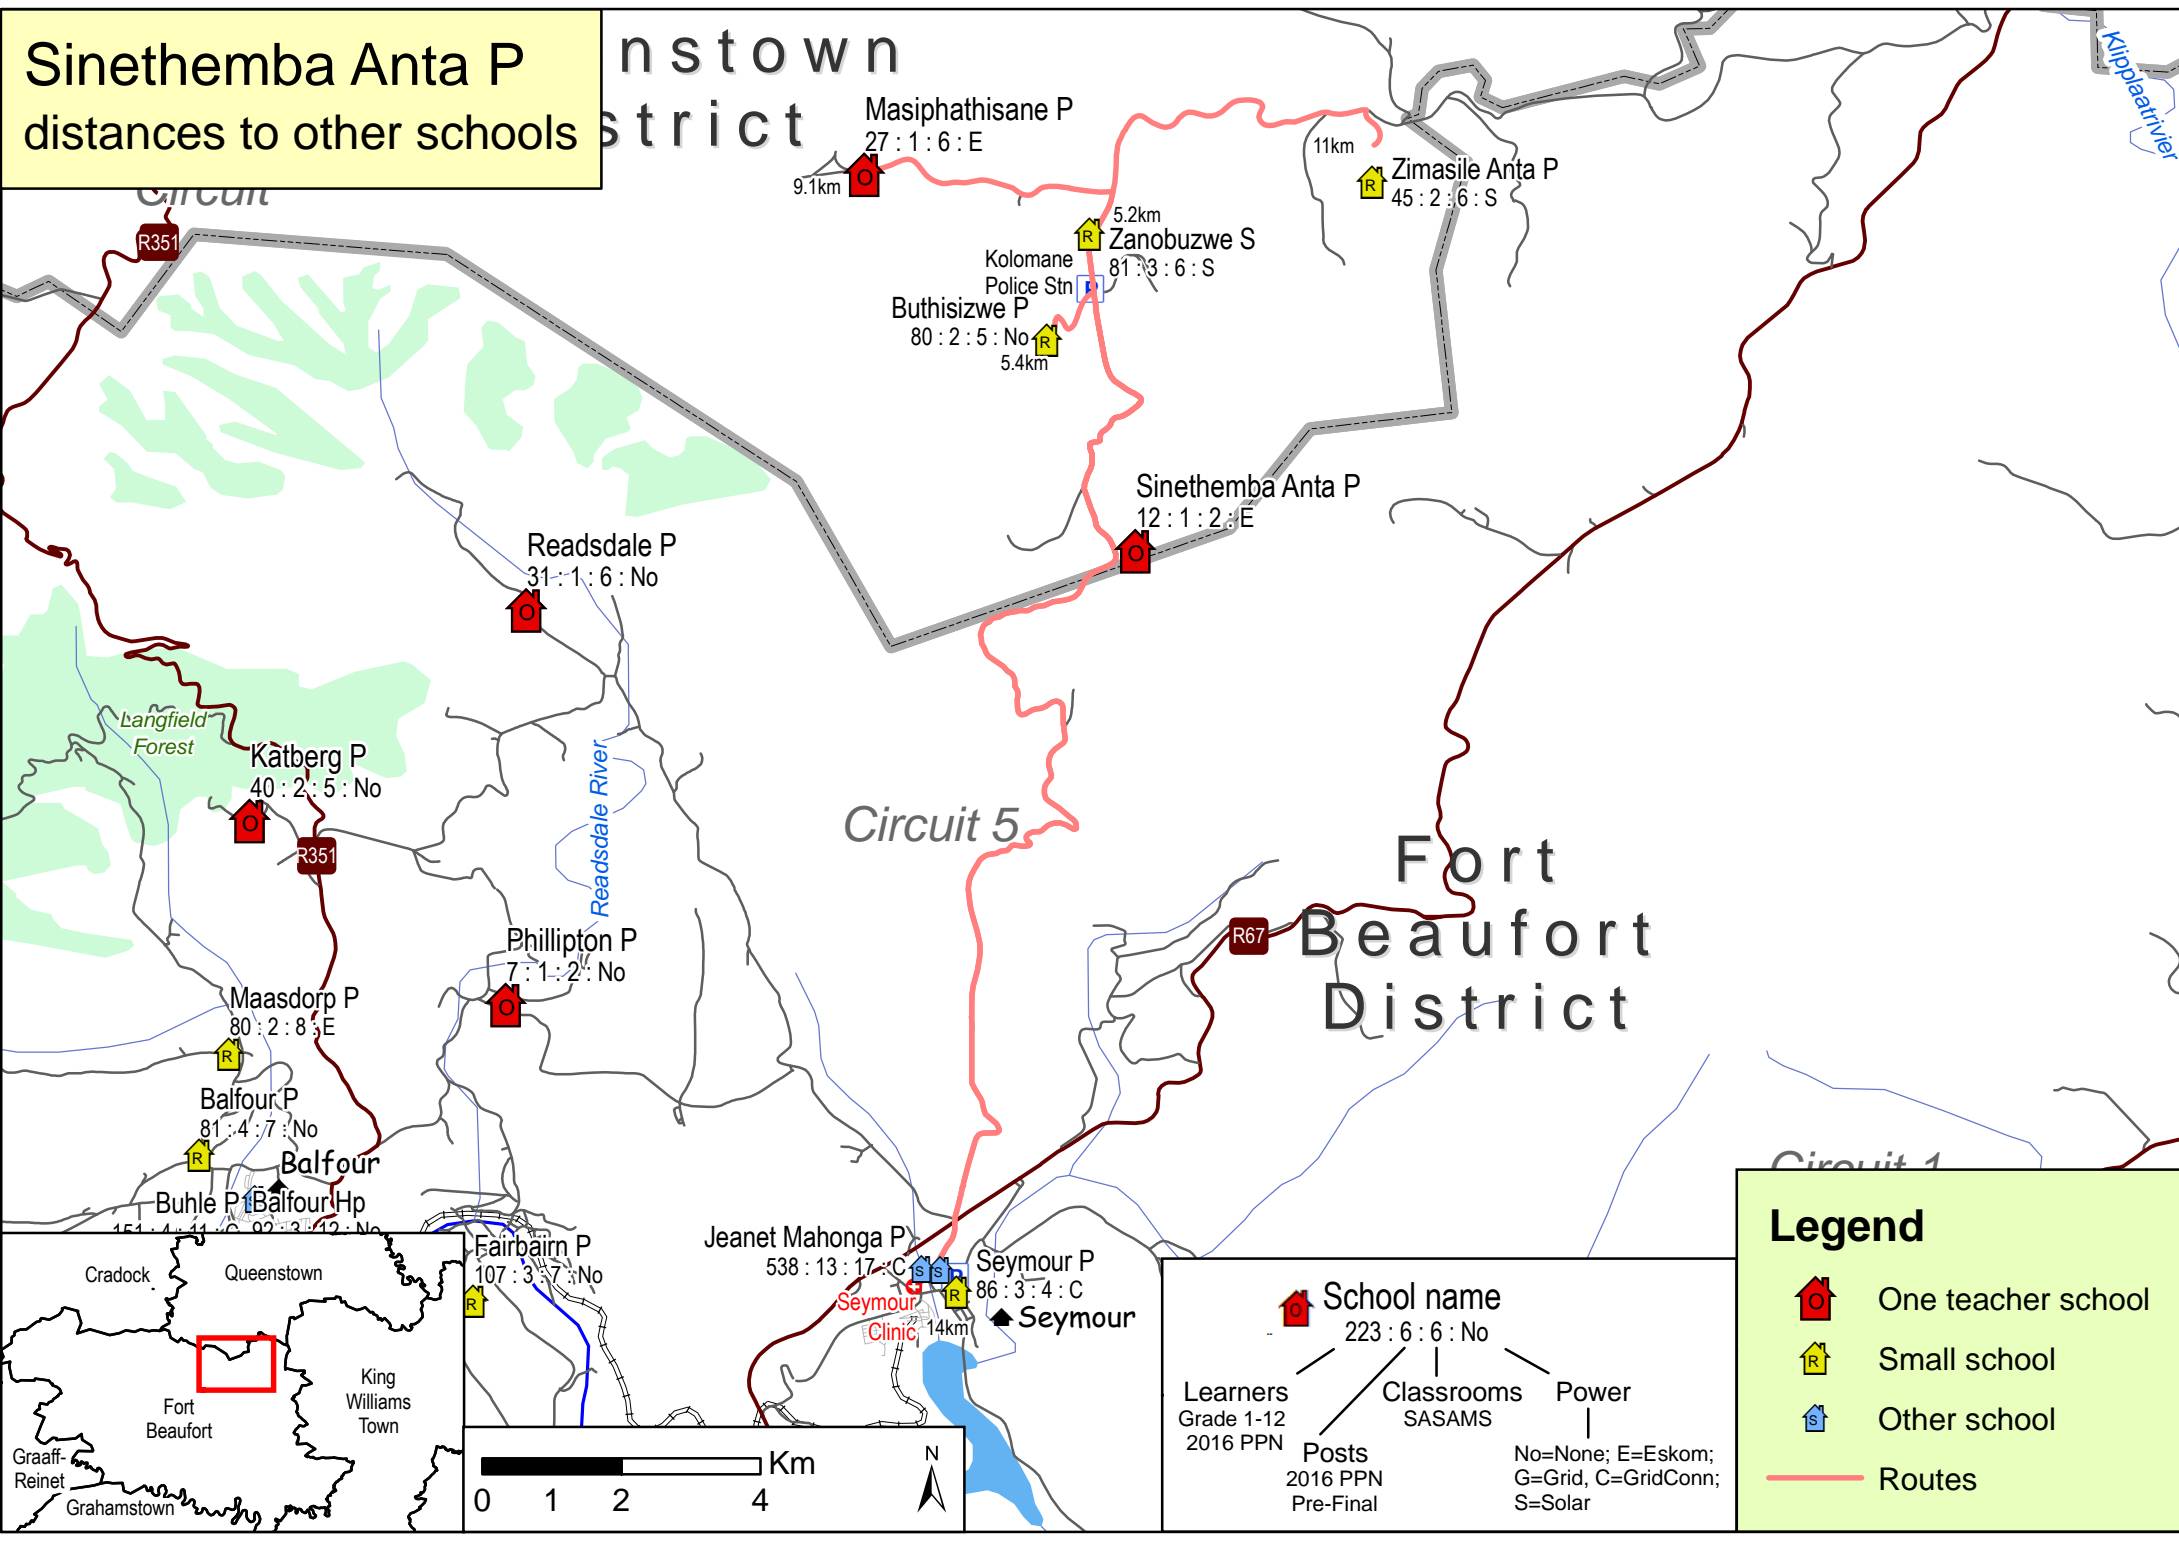 Sinethemba Anta P
distances to other schools
nstown
strict
Circuit
R351
Klipplaatrivier
Masiphathisane P
27 : 1 : 6 : E
9.1km
11km
Zimasile Anta P
45 : 2 : 6 : S
5.2km
Zanobuzwe S
81 : 3 : 6 : S
Kolomane
Police Stn
P
Buthisizwe P
80 : 2 : 5 : No
5.4km
Sinethemba Anta P
12 : 1 : 2 : E
Readsdale P
31 : 1 : 6 : No
Langfield
Forest
Katberg P
40 : 2 : 5 : No
R351
Readsdale River
Circuit 5
Fort
Beaufort
District
R67
Phillipton P
7 : 1 : 2 : No
Maasdorp P
80 : 2 : 8 : E
Balfour P
81 : 4 : 7 : No
Balfour
Buhle P
Balfour Hp
92 : 3 : 12 : No
Circuit 1
Fairbairn P
107 : 3 : 7 : No
Jeanet Mahonga P
538 : 13 : 17 : C
Seymour P
86 : 3 : 4 : C
Seymour
Clinic
14km
Seymour
Cradock
Queenstown
King
Williams
Town
Fort
Beaufort
Graaff-
Reinet
Grahamstown
Km
0 1 2 4
N
O School name
223 : 6 : 6 : No
Learners
Grade 1-12
2016 PPN
Posts
2016 PPN
Pre-Final
Classrooms
SASAMS
Power
No=None; E=Eskom;
G=Grid, C=GridConn;
S=Solar
Legend
O One teacher school
R Small school
S Other school
Routes